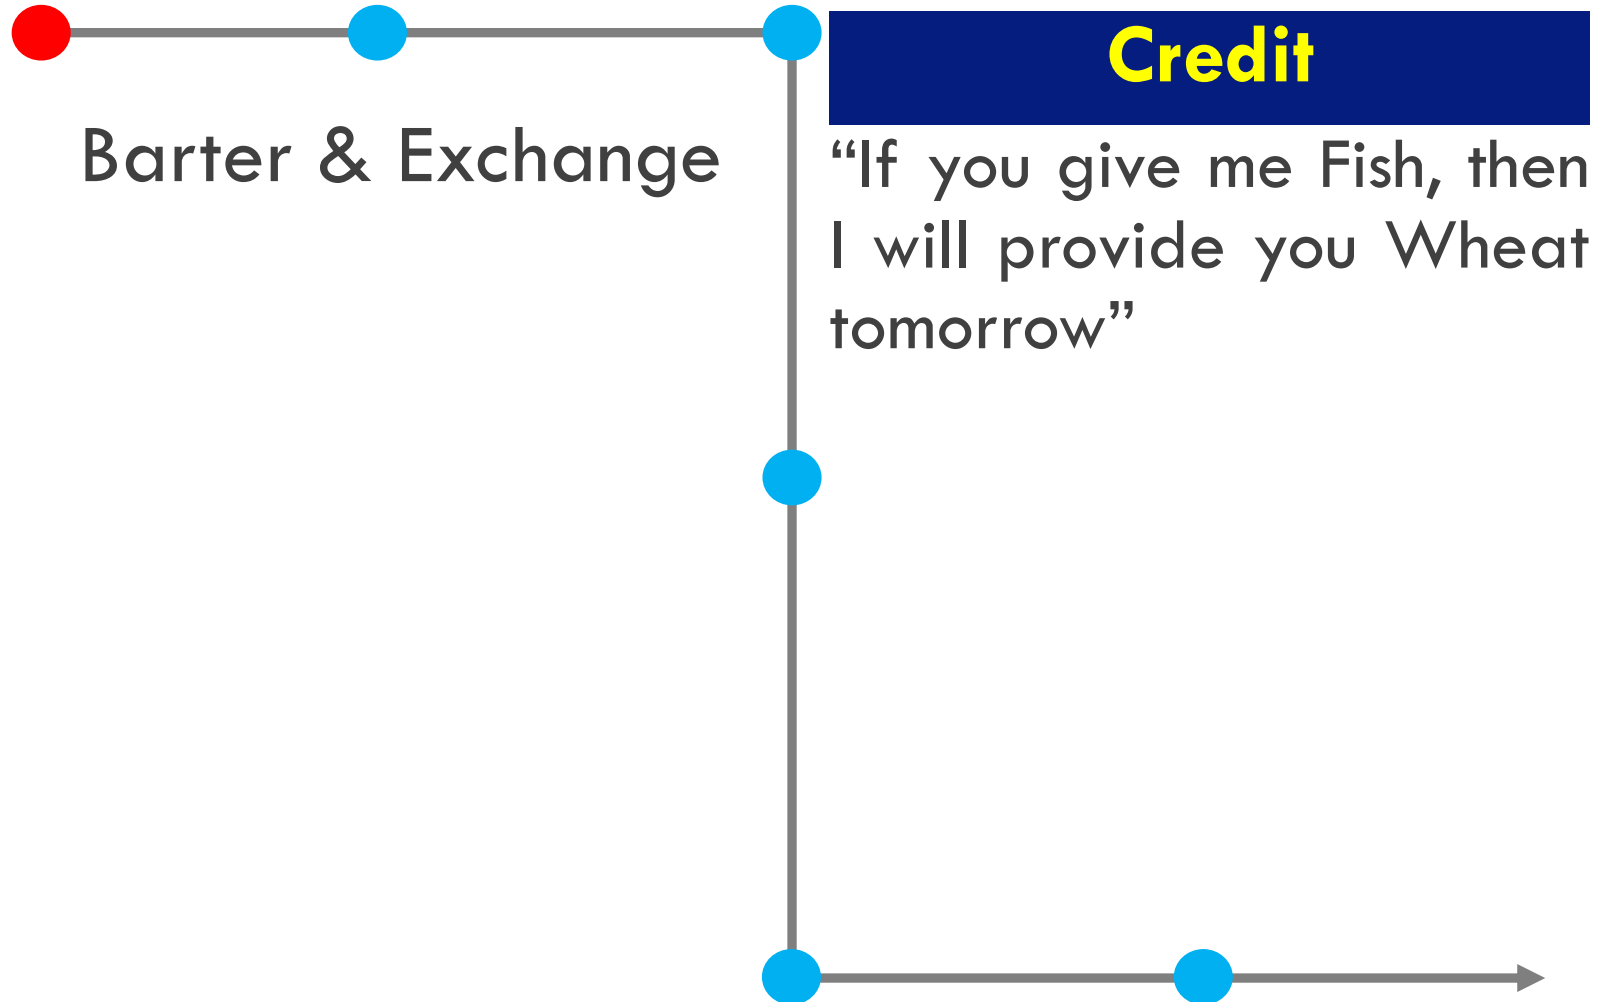 Barter & Exchange
Credit
“If you give me Fish, then
I will provide you Wheat
tomorrow”